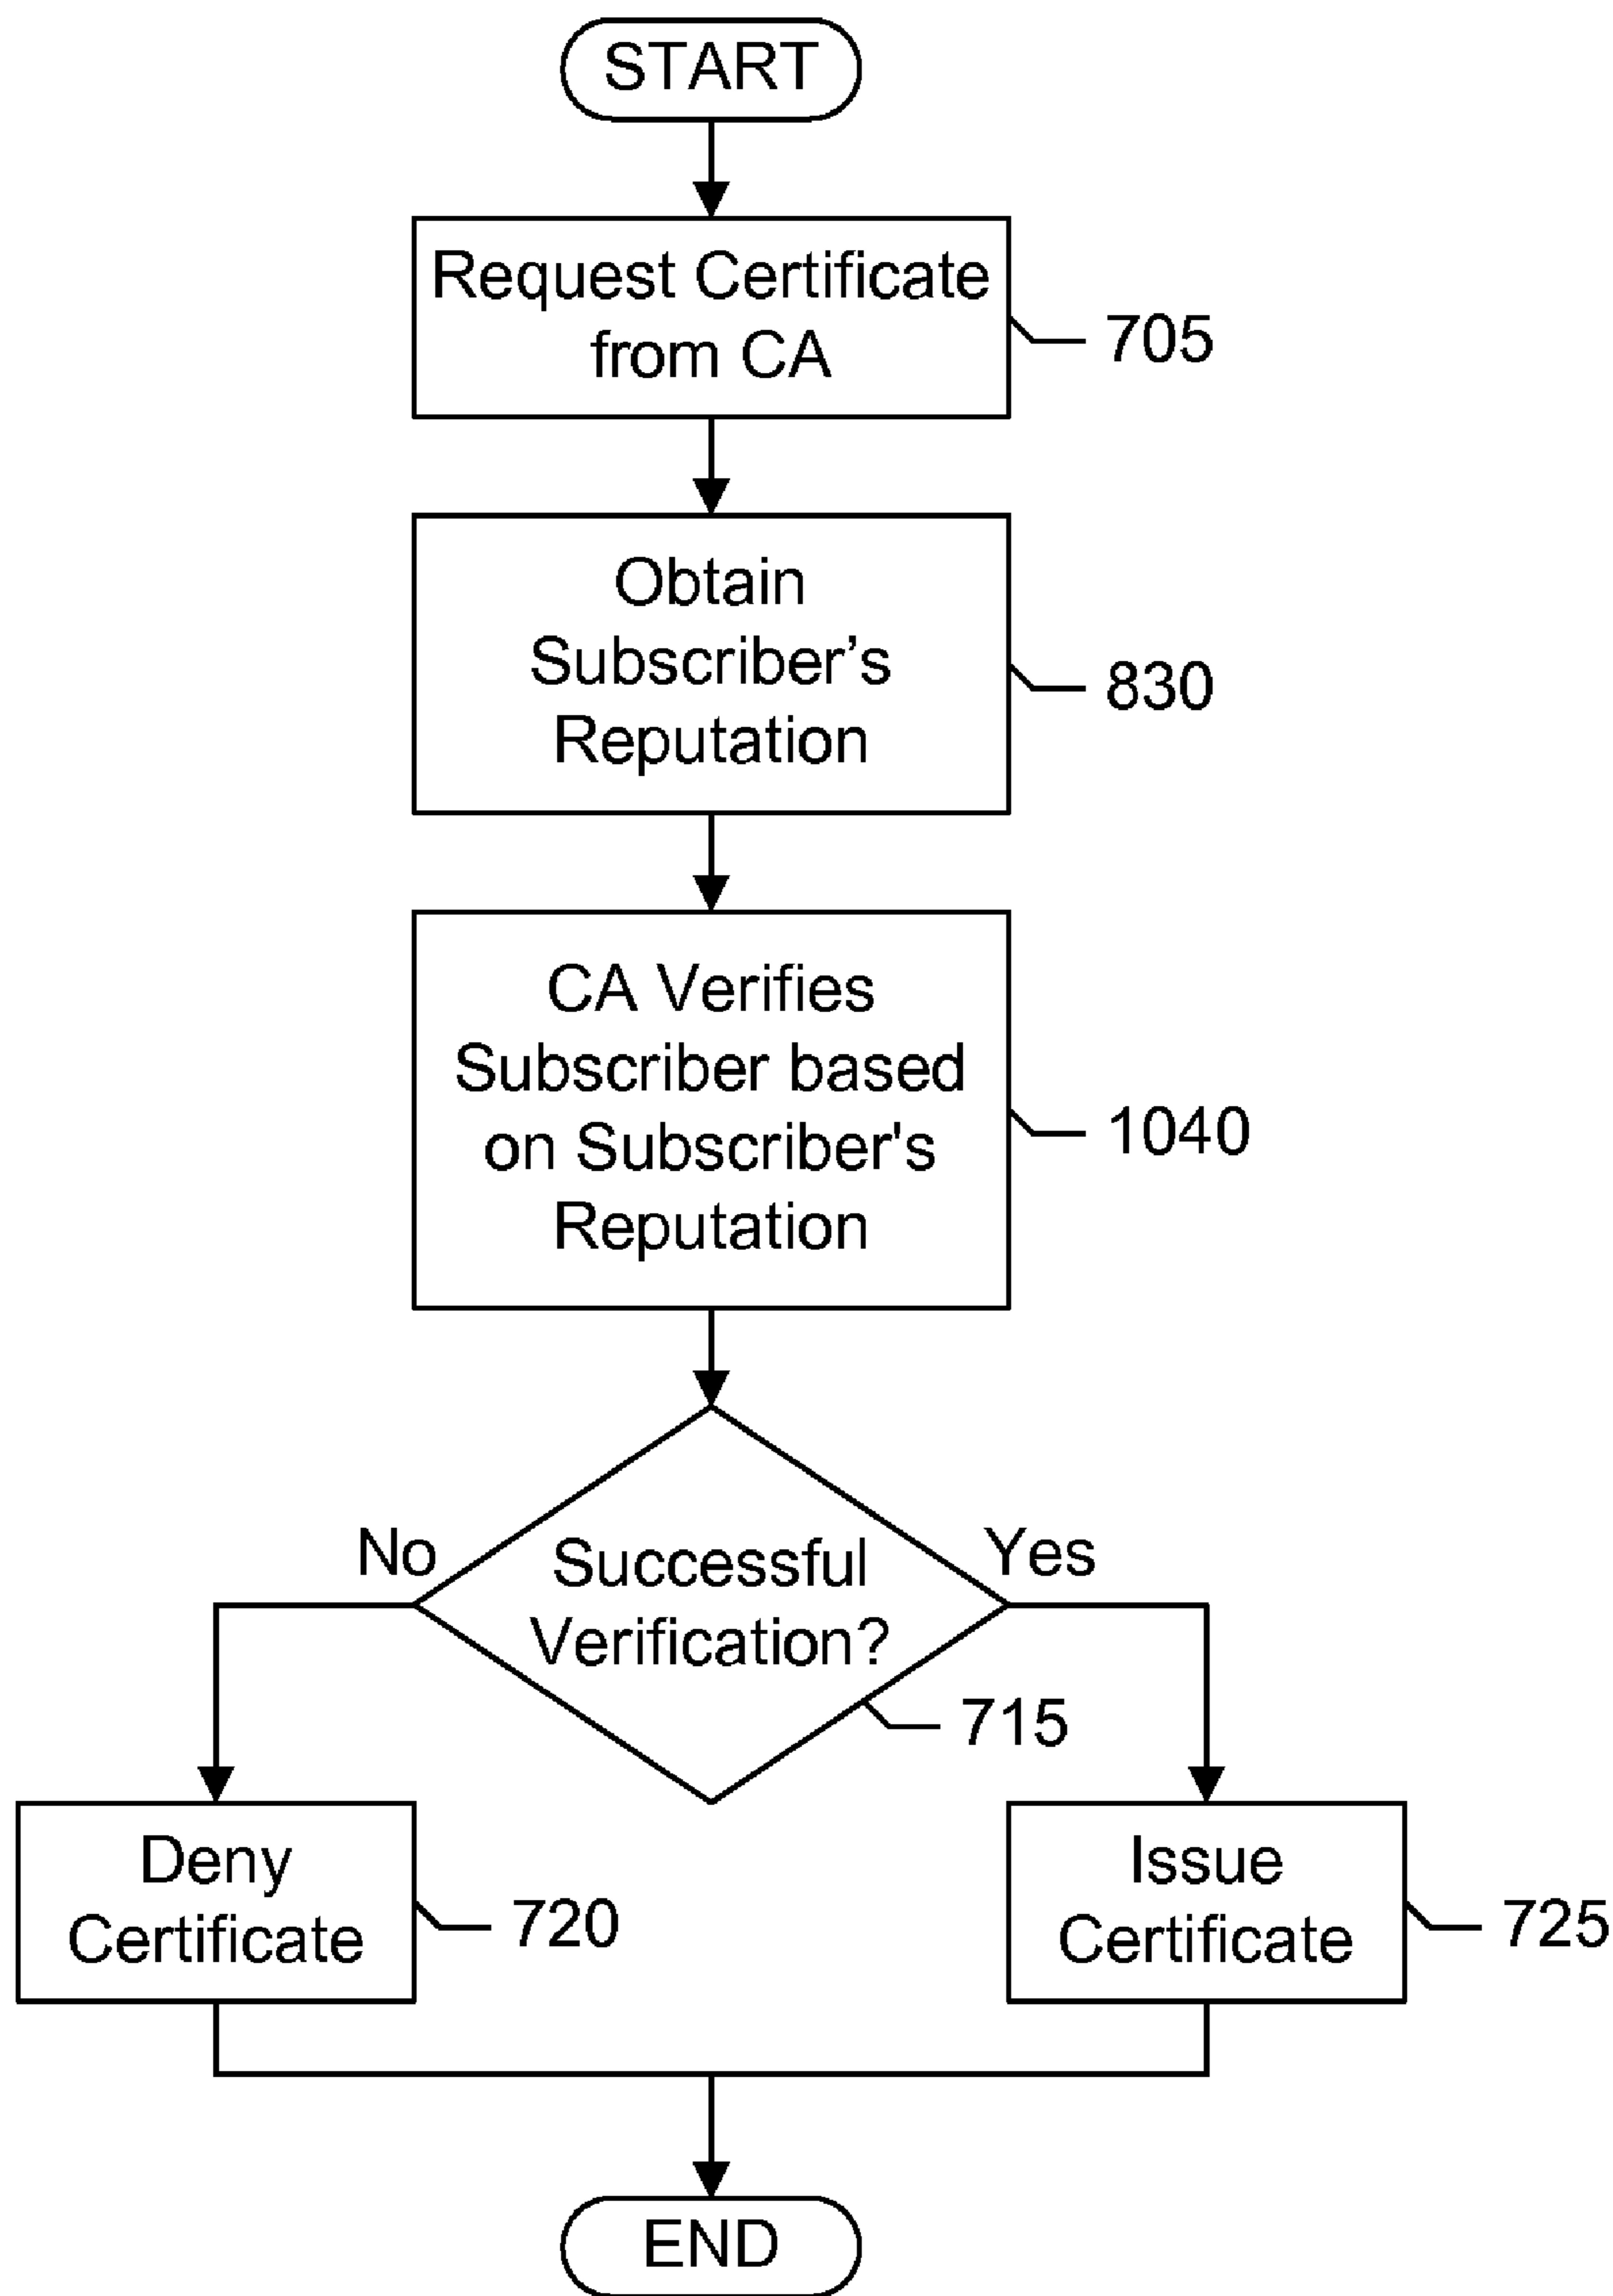 START
Request Certificate
from CA
705
Obtain
Subscriber’s
Reputation
830
CA Verifies
Subscriber based
on Subscriber's
Reputation
1040
No
Yes
Successful
Verification?
715
Deny
Certificate
720
Issue
Certificate
725
END